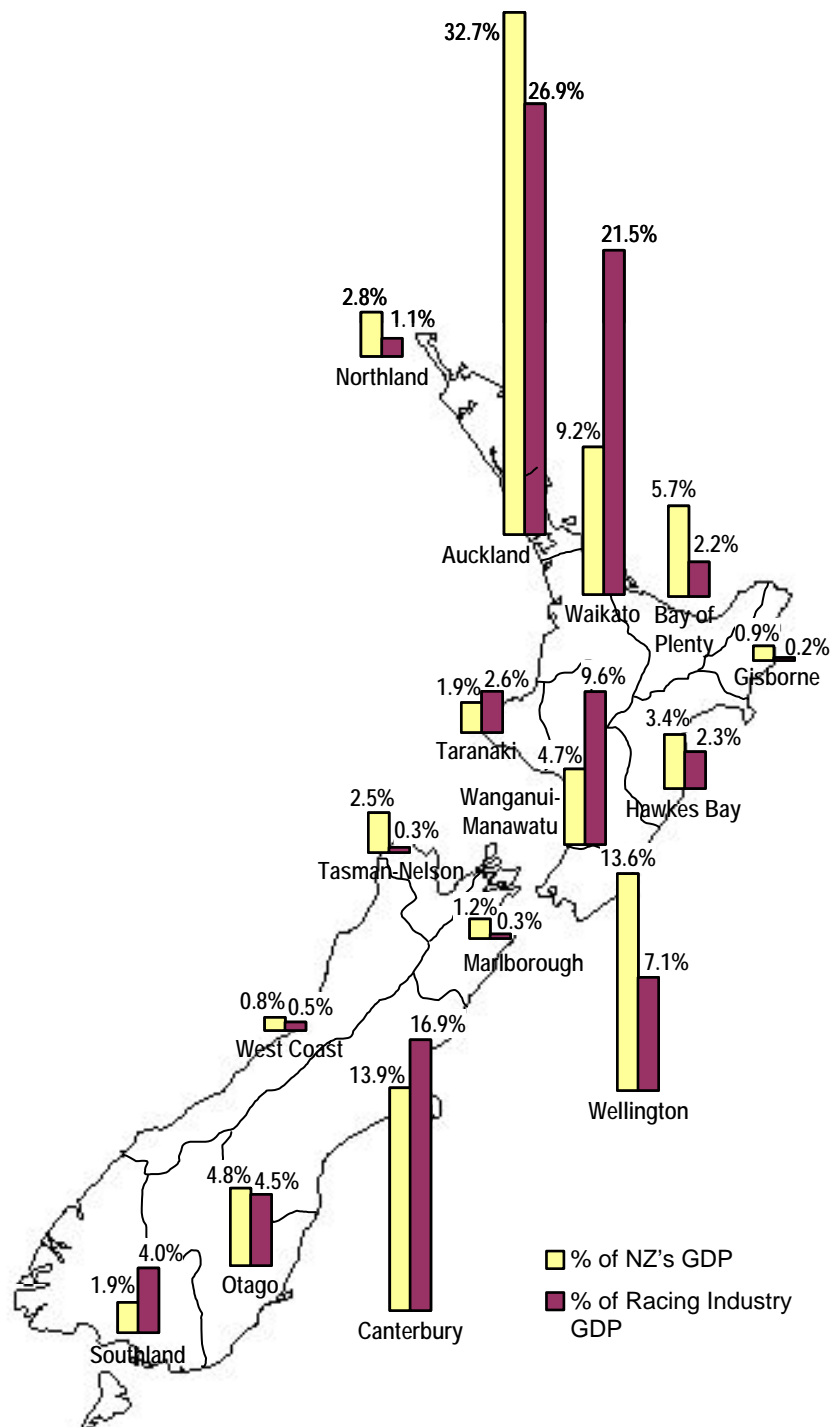 32.7%
26.9%
21.5%
2.8%
1.1%
Northland
9.2%
5.7%
2.2%
Auckland
Waikato
Bay of
Plenty
0.9%
0.2%
Gisborne
1.9%
2.6%
9.6%
Taranaki
3.4%
2.3%
4.7%
Hawkes Bay
Wanganui-
Manawatu
2.5%
0.3%
Tasman-Nelson
13.6%
1.2%
0.3%
Marlborough
7.1%
0.8%
0.5%
West Coast
16.9%
13.9%
Wellington
4.8%
4.5%
Otago
4.0%
1.9%
Southland
Canterbury
% of NZ's GDP
% of Racing Industry
GDP